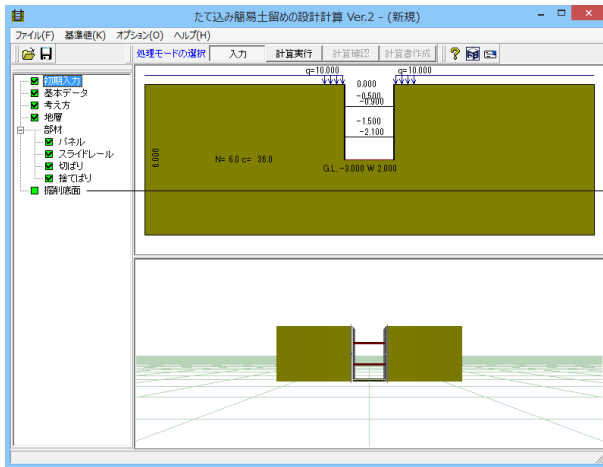 たて込み簡易土留めの設計計算 Ver.2 - (新規)
ファイル(F) 基準値(K) オプション(O) ヘルプ(H)
処理モードの選択 入力 計算実行 計算確認 計算書作成
初期入力
基本データ
考え方
地層
部材
パネル
スライドレール
切ばり
捨てばり
掘削底面
q=10.000 q=10.000
0.000
-0.500
-0.900
-1.500
-2.100
6.000
N= 6.0 c= 36.0
G.L. -3.000 W 2.000